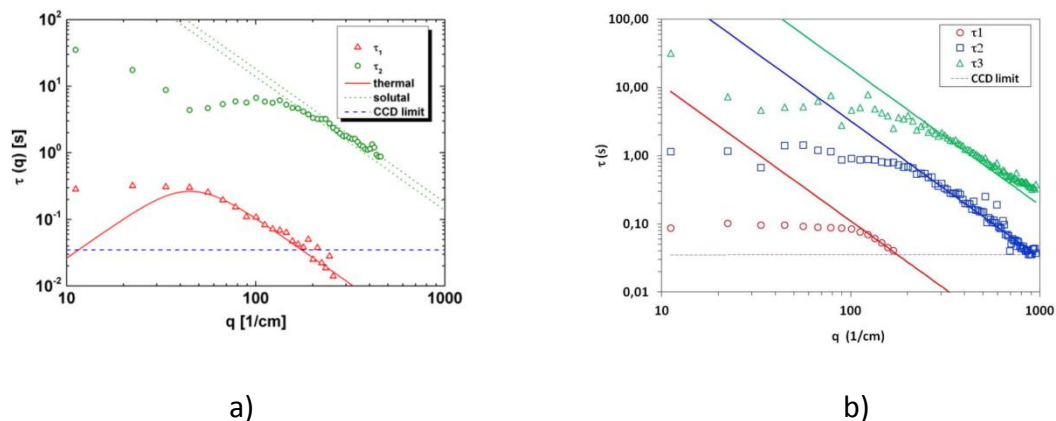 10²
10¹
10⁰
10⁻¹
10⁻²
τ (q) [s]
τ₁
τ₂
thermal
solutal
CCD limit
10
100
1000
q [1/cm]
a)
b)
100,00
10,00
1,00
0,10
0,01
τ (s)
τ1
τ2
τ3
CCD limit
10
100
1000
q (1/cm)
b)